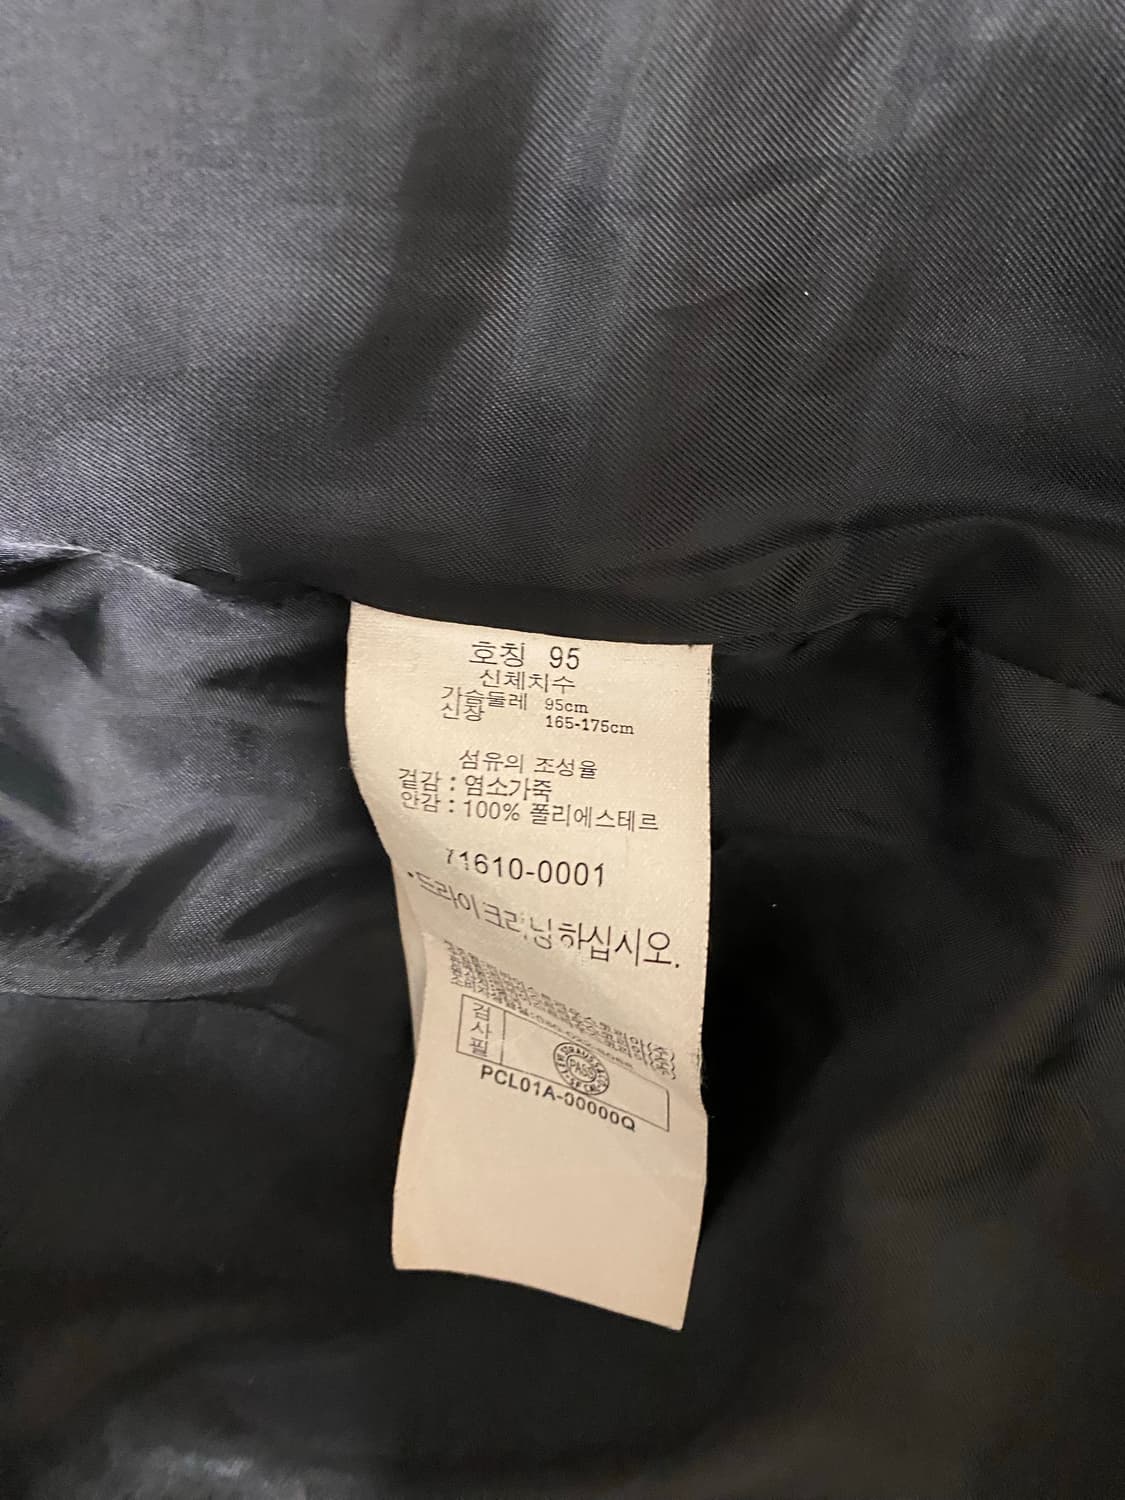 호칭 95
신체치수
가슴둘레 95cm
신장 165-175cm
섬유의 조성율
겉감 : 염소가죽
안감 : 100% 폴리에스테르
71610-0001
·드라이크리닝하십시오.
검사필
PASS
PCL01A-00000Q